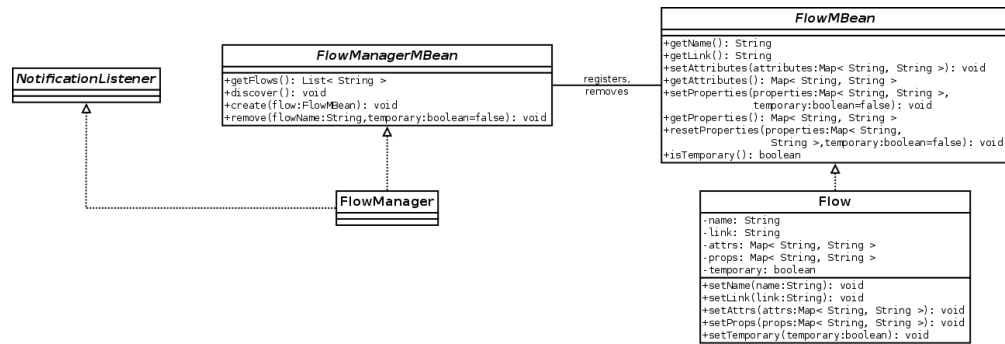 NotificationListener
FlowManagerMBean
+getFlows(): List< String >
+discover(): void
+create(flow:FlowMBean): void
+remove(flowName:String,temporary:boolean=false): void
registers,
removes
FlowMBean
+getName(): String
+getLink(): String
+setAttributes(attributes:Map< String, String >): void
+getAttributes(): Map< String, String >
+setProperties(properties:Map< String, String >,
temporary:boolean=false): void
+getProperties(): Map< String, String >
+resetProperties(properties:Map< String,
String >,temporary:boolean=false): void
+isTemporary(): boolean
FlowManager
Flow
-name: String
-link: String
-attrs: Map< String, String >
-props: Map< String, String >
-temporary: boolean
+setName(name:String): void
+setLink(link:String): void
+setAttrs(attrs:Map< String, String >): void
+setProps(props:Map< String, String >): void
+setTemporary(temporary:boolean): void